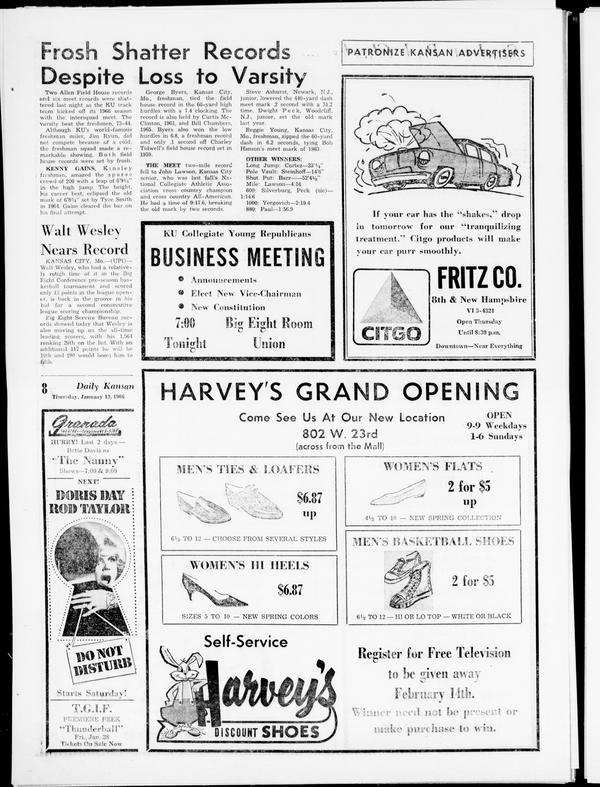 Frosh Shatter Records
Despite Loss to Varsity
Two Allen Field House records
and six meet records were shat-
tered last night as the KU track
team kicked off its 1966 season
with the intersquad meet. The
varsity beat the freshmen, 73-44.
Although KU's world-famous
freshman miler, Jim Ryun, did
not compete because of a cold,
the freshman squad made a re-
markable showing. Both field
house records were set by frosh.
KENNY GAINS, Kinsley
freshman, amazed the sparse
crowd of 200 with a leap of
in the high jump. The height,
his career best, eclipsed the old
mark of 6'8¾" set by Tyce Smith
in 1964. Gains cleared the bar on
his final attempt.
George Byers, Kansas City,
Mo., freshman, tied the field
house record in the 60-yard high
hurdles with a 7.4 clocking. The
record is also held by Curtis Mc-
Clinton, 1961, and Bill Chambers,
1965. Byers also won the low
hurdles in 6.8, a freshman record
and only .1 second off Charley
Tidwell's field house record set in
1959.
THE MEET two-mile record
fell to John Lawson, Kansas City
senior, who was last fall's Na-
tional Collegiate Athletic Asso-
ciation cross country champion
and cross country All-American.
He had a time of 9:17.6, breaking
the old mark by two seconds.
Steve Ashurst, Newark, N.J.,
junior, lowered the 440-yard dash
meet mark .2 second with a 51.2
time. Dwight Peck, Woodcliff,
N.J., junior, set the old mark
last year.
Reggie Young, Kansas City,
Mo., freshman, zipped the 60-yard
dash in 6.2 seconds, tying Bob
Hanson's meet mark of 1963.
OTHER WINNERS:
Long Jump: Cortez—23'¼"
Pole Vault: Steinhoff—14'6"
Shot Put: Barr—52'4½"
Mile: Lawson—4:16
600: Silverburg, Peck (tie)—
1:14.6
1000: Yergovich—2:19.4
880: Paul—1:56.9
Walt Wesley
Nears Record
KANSAS CITY, Mo.—(UPI)—
Walt Wesley, who had a relative-
ly rough time of it in the Big
Eight Conference pre-season bas-
ketball tournament and scored
only 13 points in the league open-
er, is back in the groove in his
bid for a second consecutive
league scoring championship.
Big Eight Service Bureau rec-
ords showed today that Wesley is
also moving up on the all-time
leading scorers, with his 1,064
ranking 20th on the list. With an
additional 117 points he will be
10th and 190 would boost him to
8
Daily Kansan
Thursday, January 13, 1966
Granada
HURRY! Last 2 days —
Bette Davis as
"The Nanny"
Shows—7:00 & 9:00
NEXT!
DORIS DAY
ROD TAYLOR
DO NOT
DISTURB
Starts Saturday!
T.G.I.F.
PREMIERE PEEK
"Thunderball"
Fri., Jan. 28
Tickets On Sale Now
KU Collegiate Young Republicans
BUSINESS MEETING
• Announcements
• Elect New Vice-Chairman
• New Constitution
7:00 Big Eight Room
Tonight Union
PATRONIZE KANSAN ADVERTISERS
If your car has the "shakes," drop
in tomorrow for our "tranquilizing
treatment." Citgo products will make
your car purr smoothly.
CITGO
FRITZ CO.
8th & New Hampshire
VI 3-4321
Open Thursday
Until 8:30 p.m.
Downtown—Near Everything
HARVEY'S GRAND OPENING
Come See Us At Our New Location
802 W. 23rd
(across from the Mall)
OPEN
9-9 Weekdays
1-6 Sundays
MEN'S TIES & LOAFERS
$6.87
up
6½ TO 12 — CHOOSE FROM SEVERAL STYLES
WOMEN'S FLATS
2 for $5
up
4½ TO 10 — NEW SPRING COLLECTION
WOMEN'S HI HEELS
$6.87
SIZES 5 TO 10 — NEW SPRING COLORS
MEN'S BASKETBALL SHOES
2 for $5
6½ TO 12 — HI OR LO TOP — WHITE OR BLACK
Self-Service
Harvey's
DISCOUNT SHOES
Register for Free Television
to be given away
February 14th.
Winner need not be present or
make purchase to win.